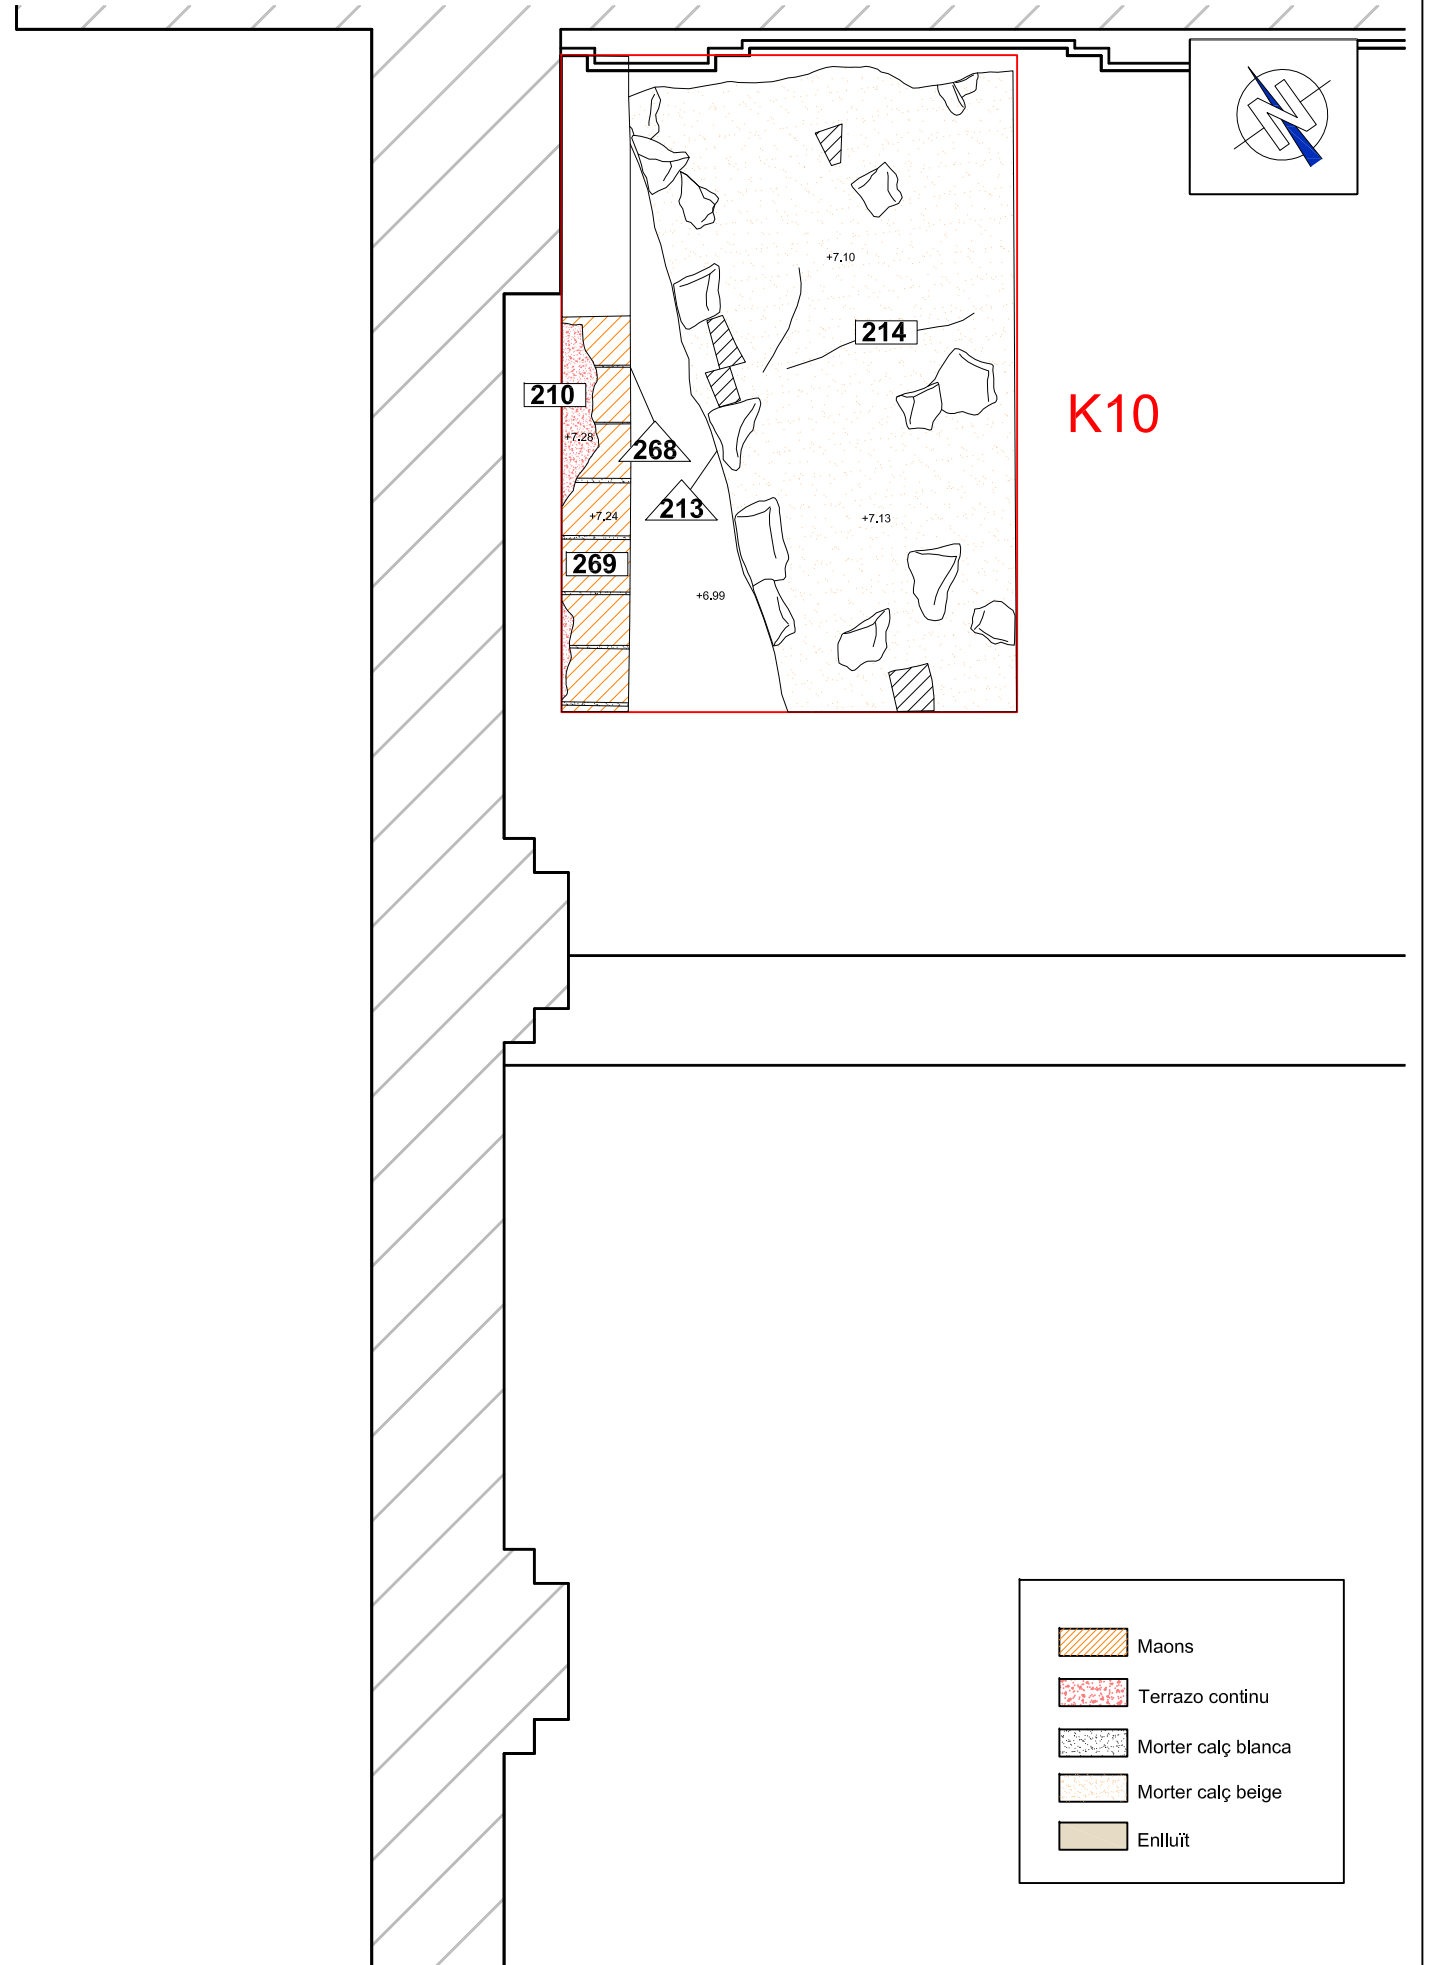 N
+7.10
214
210
K10
+7.28
268
213
+7.24
+7.13
269
+6.99
Maons
Terrazo continu
Morter calç blanca
Morter calç beige
Enlluït